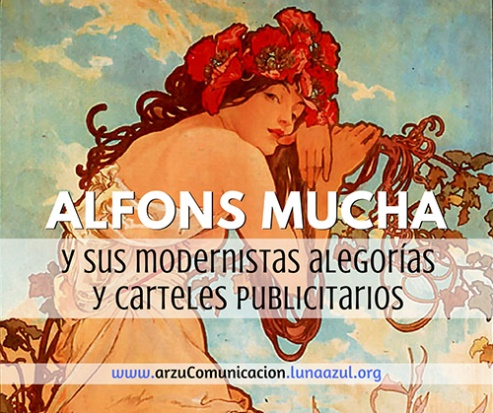 ALFONS MUCHA
y sus modernistas alegorías
y carteles publicitarios
www.arzuComunicacion.lunaazul.org